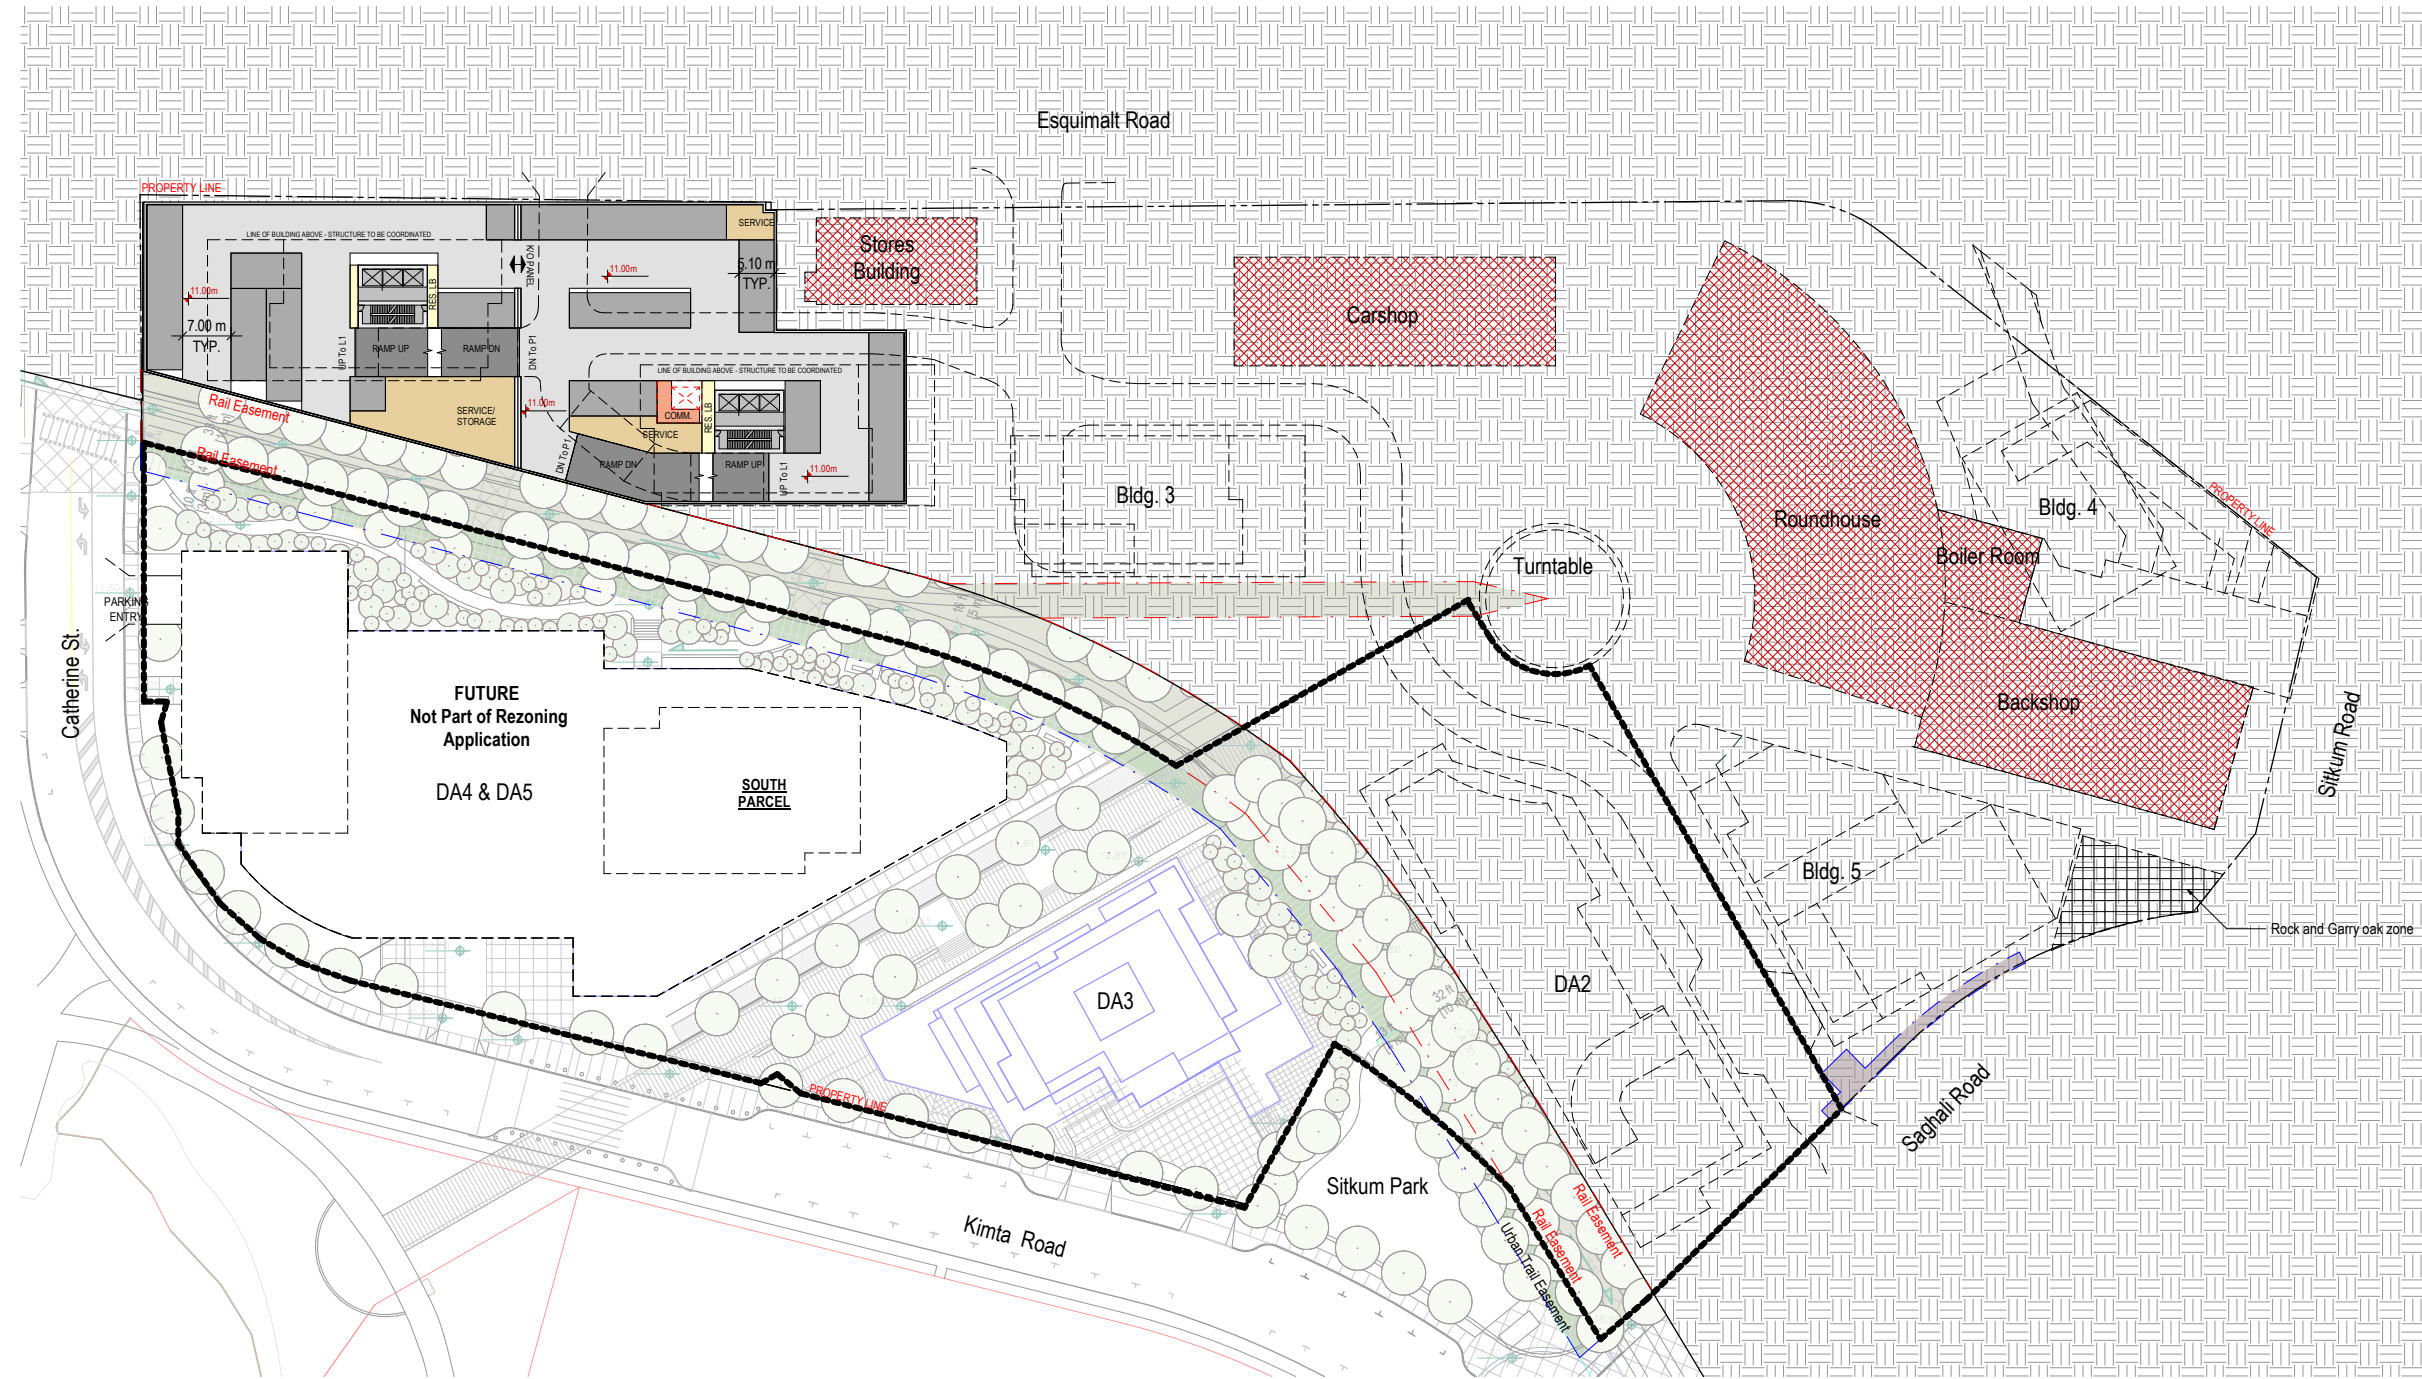 Esquimalt Road
PROPERTY LINE
SERVICE
LINE OF BUILDING ABOVE - STRUCTURE TO BE COORDINATED
K/O PANEL
Stores
Building
5.10 m
TYP.
11.00m
11.00m
RES. LB
Carshop
7.00 m
TYP.
UP To L1
RAMP UP
RAMP DN
DN To P1
LINE OF BUILDING ABOVE - STRUCTURE TO BE COORDINATED
Rail Easement
SERVICE/
STORAGE
11.00m
COMM.
RES. LB
SERVICE
Rail Easement
DN To P1
RAMP DN
RAMP UP
UP To L1
11.00m
Bldg. 3
Roundhouse
Bldg. 4
PROPERTY LINE
Boiler Room
Turntable
PARKING
ENTRY
Catherine St.
FUTURE
Not Part of Rezoning
Application
DA4 & DA5
SOUTH
PARCEL
Backshop
Sitkum Road
Bldg. 5
Rock and Garry oak zone
DA2
DA3
32 ft
PROPERTY LINE
Saghali Road
Sitkum Park
Kimta Road
Rail Easement
Rail Easement
Urban Trail Easement